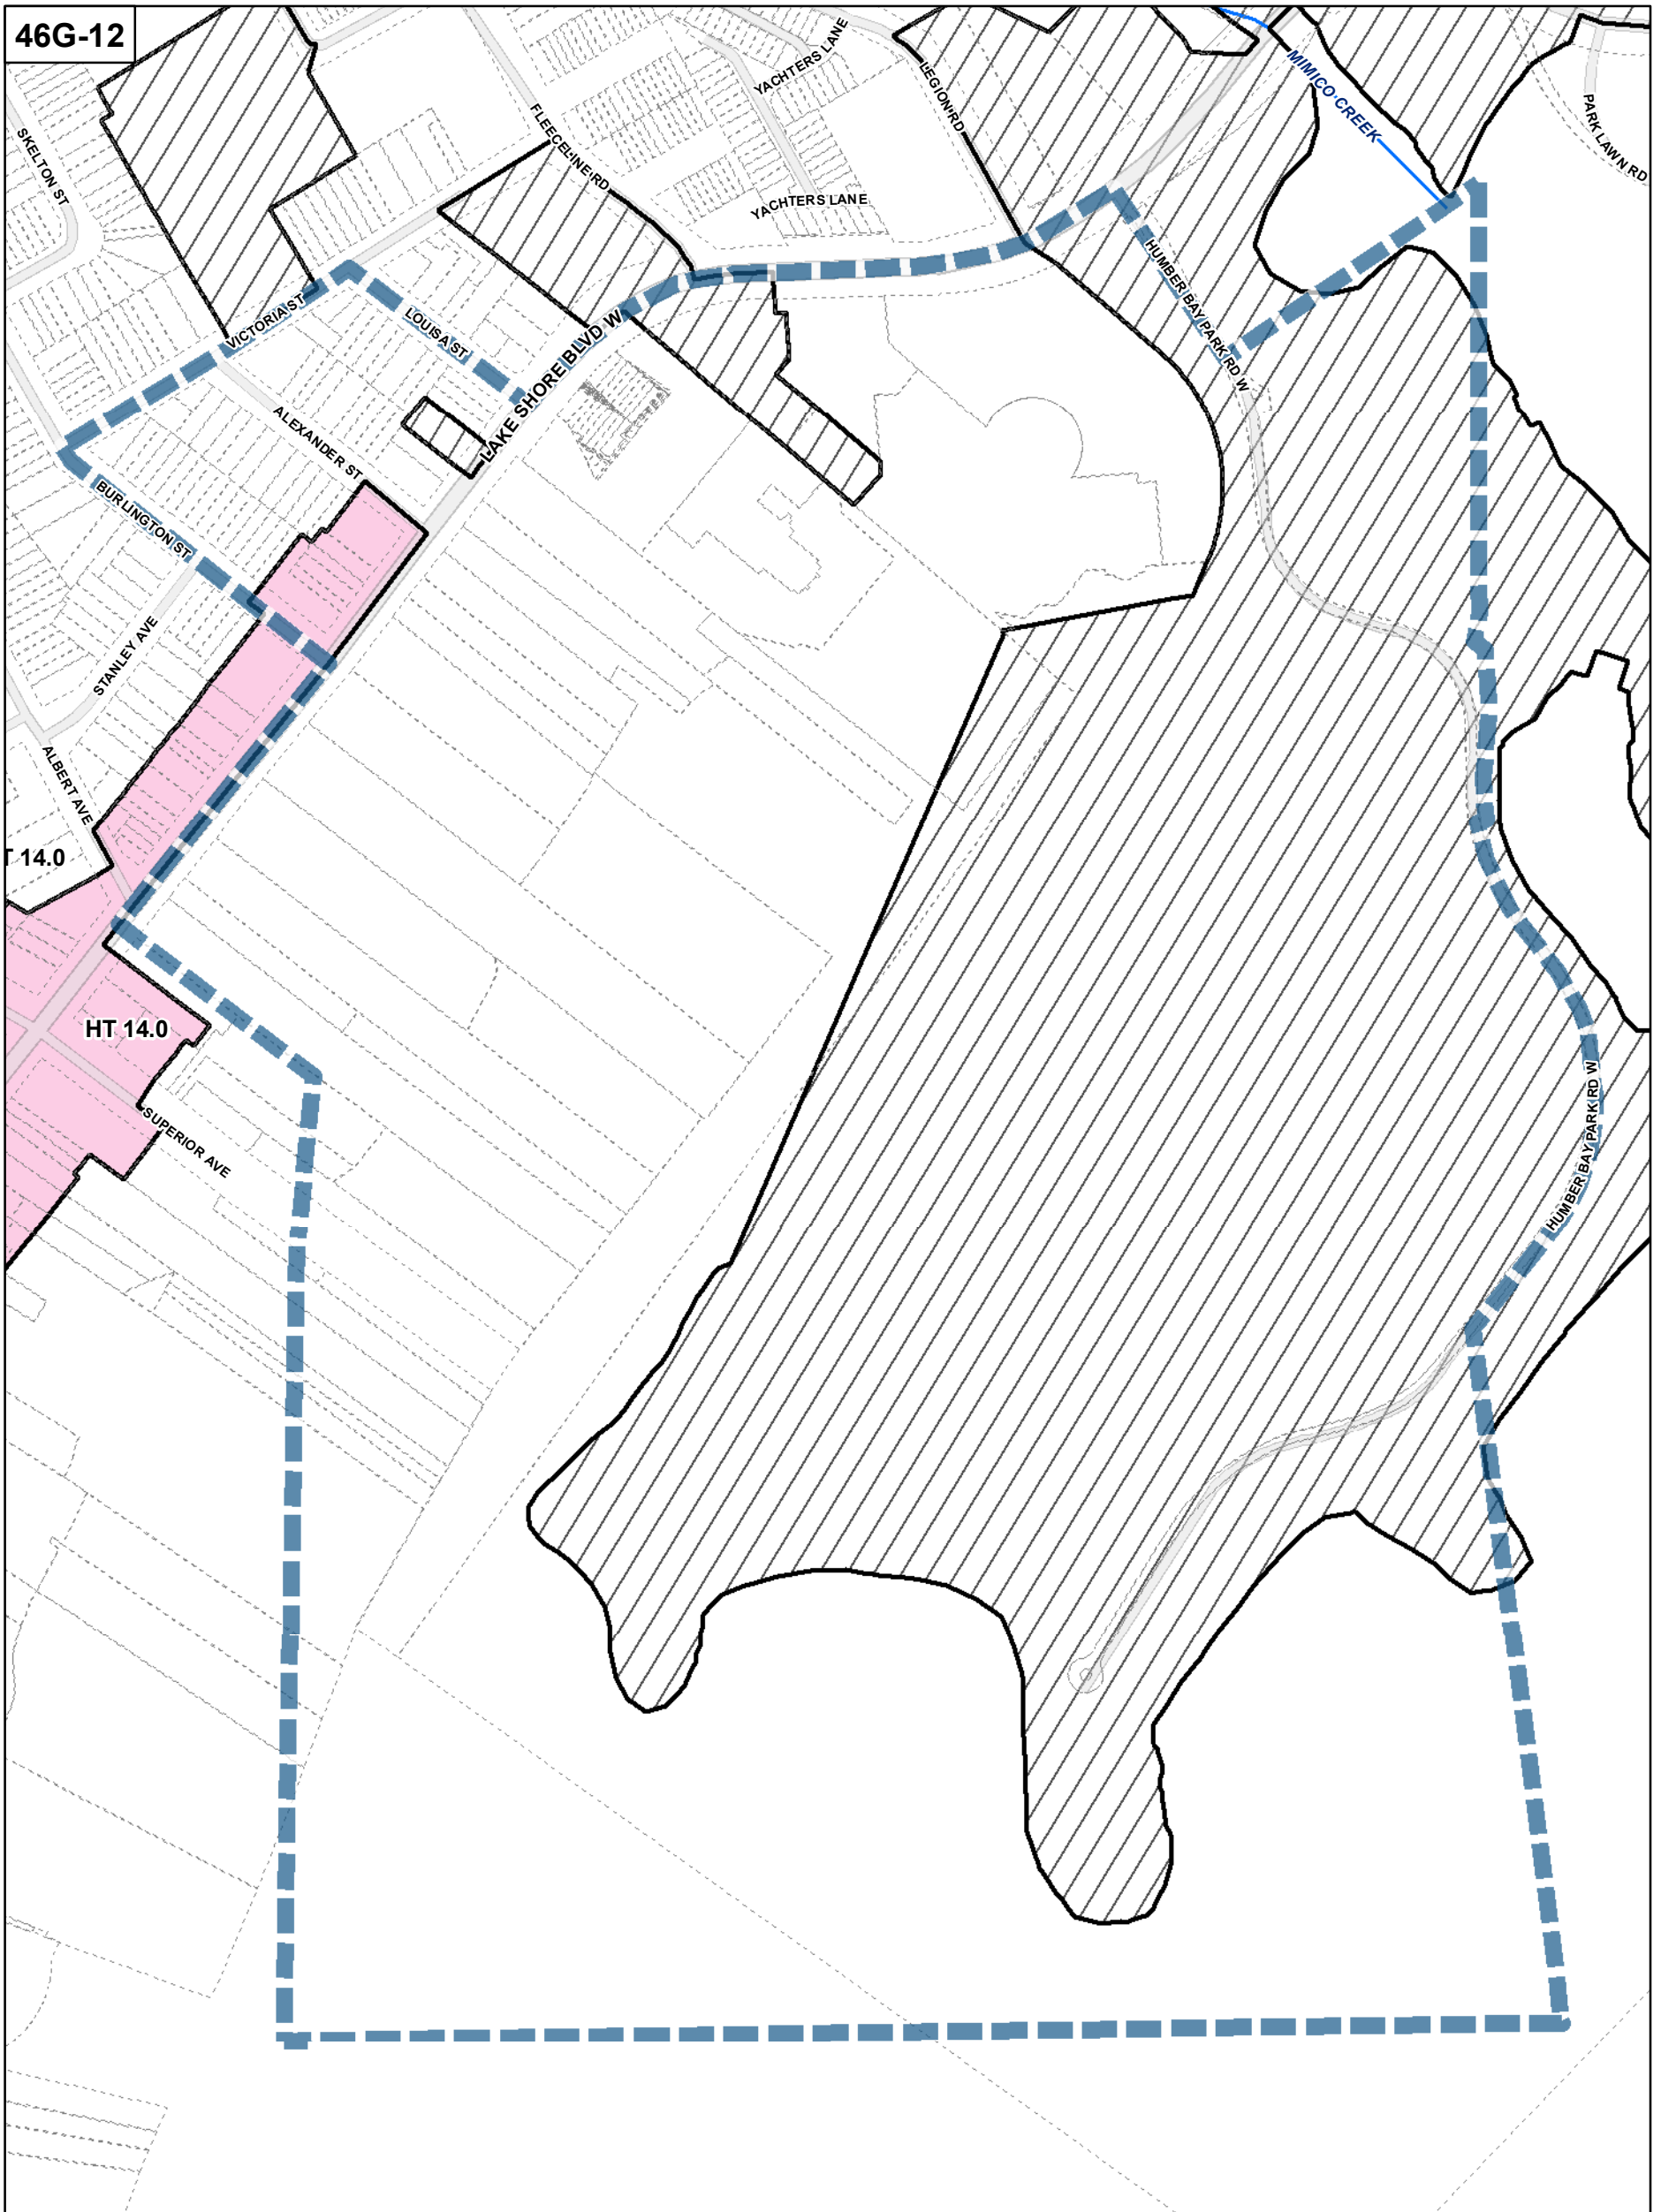 46G-12
YACHTERS LANE
MIMICO CREEK
LEGION RD
PARK LAWN RD
SKELTON ST
FLEECELINE RD
YACHTERS LANE
HUMBER BAY PARK RD W
VICTORIA ST
LOUISA ST
LAKE SHORE BLVD W
ALEXANDER ST
BURLINGTON ST
STANLEY AVE
ALBERT AVE
T 14.0
HT 14.0
SUPERIOR AVE
HUMBER BAY PARK RD W